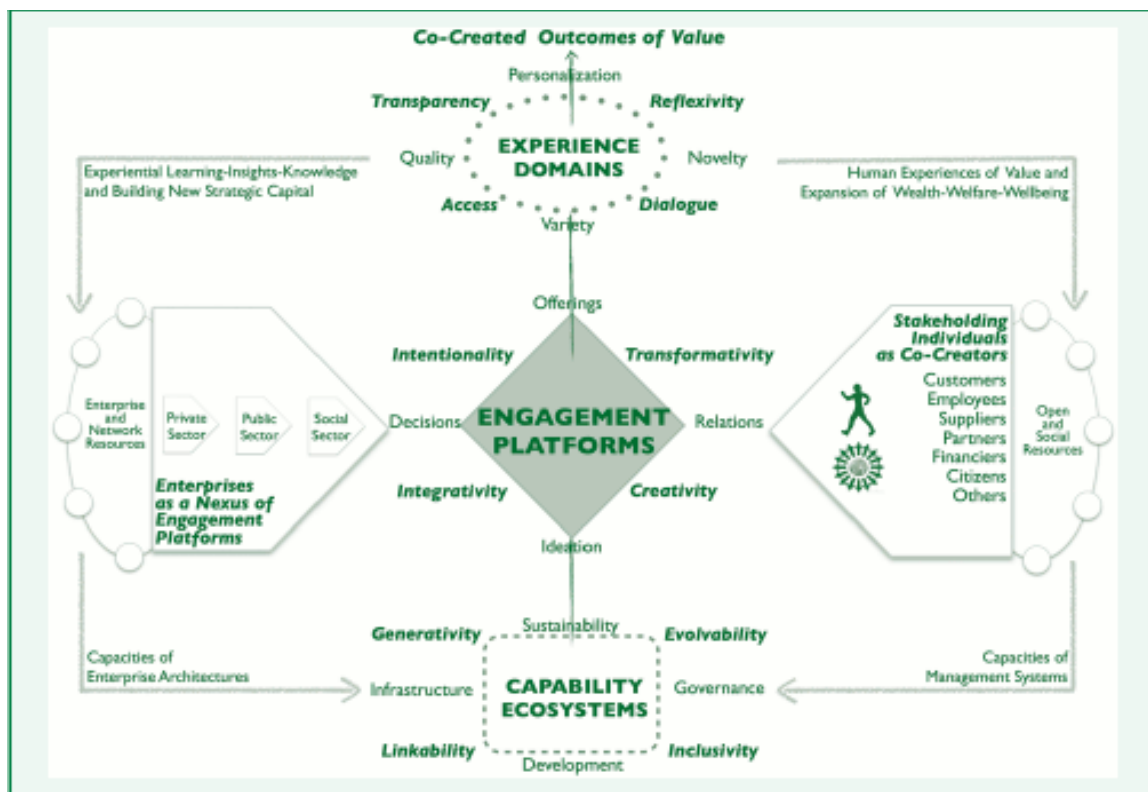 Co-Created Outcomes of Value
Personalization
Transparency
Reflexivity
Quality
EXPERIENCE
DOMAINS
Novelty
Experiential Learning-Insights-Knowledge
and Building New Strategic Capital
Human Experiences of Value and
Expansion of Wealth-Welfare-Wellbeing
Access
Dialogue
Variety
Offerings
Intentionality
Transformativity
Enterprise
and
Network
Resources
Private
Sector
Public
Sector
Social
Sector
Enterprises
as a Nexus of
Engagement
Platforms
Decisions
ENGAGEMENT
PLATFORMS
Relations
Stakeholding
Individuals
as Co-Creators
Customers
Employees
Suppliers
Partners
Financiers
Citizens
Others
Open
and
Social
Resources
Integrativity
Creativity
Ideation
Sustainability
Generativity
Evolvability
Capacities of
Enterprise Architectures
Infrastructure
CAPABILITY
ECOSYSTEMS
Governance
Capacities of
Management Systems
Linkability
Inclusivity
Development